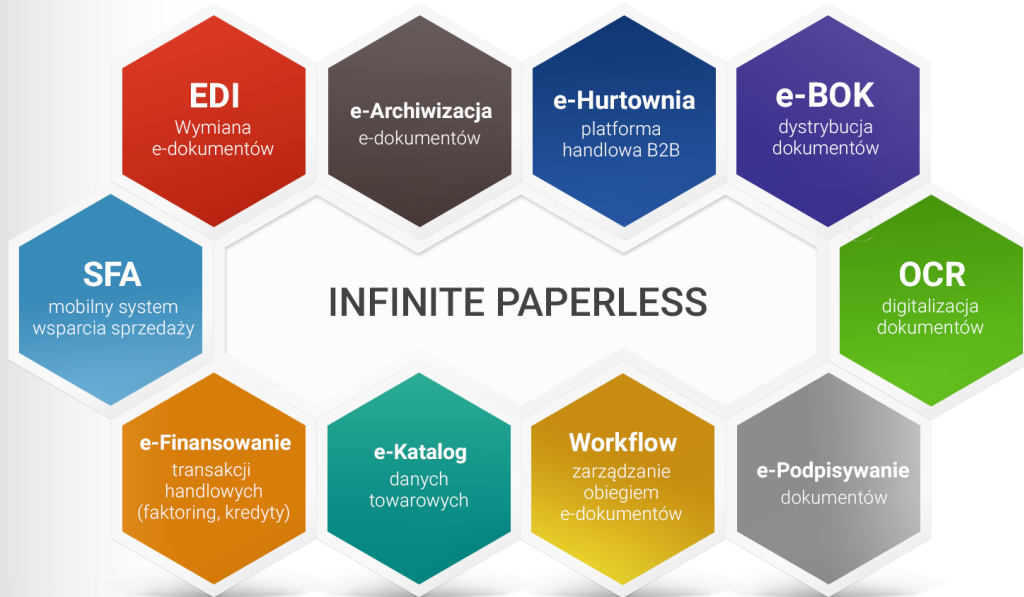 EDI
Wymiana
e-dokumentów
e-Archiwizacja
e-dokumentów
e-Hurtownia
platforma
handlowa B2B
e-BOK
dystrybucja
dokumentów
SFA
mobilny system
wsparcia sprzedaży
INFINITE PAPERLESS
OCR
digitalizacja
dokumentów
e-Finansowanie
transakcji
handlowych
(faktoring, kredyty)
e-Katalog
danych
towarowych
Workflow
zarządzanie
obiegiem
e-dokumentów
e-Podpisywanie
dokumentów